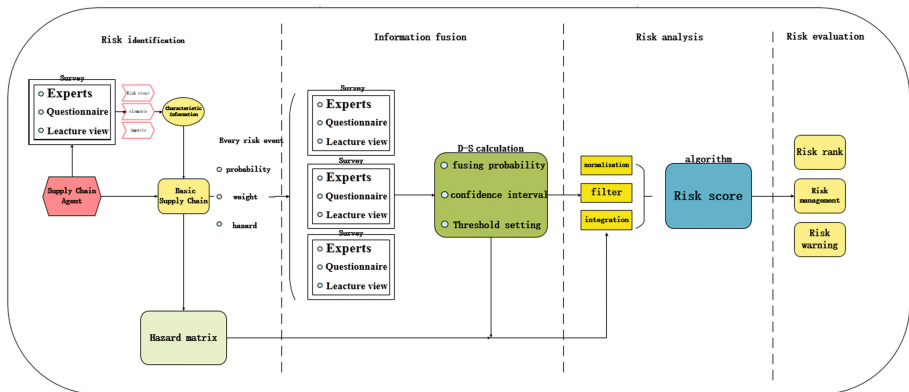 Risk identification
Information fusion
Risk analysis
Risk evaluation
Survey
Experts
Questionnaire
Leacture view
Risk event
elements
Impacts
Characteristic
Information
Supply Chain
Agent
Basic
Supply Chain
Hazard matrix
Every risk event
probability
weight
hazard
Survey
Experts
Questionnaire
Leacture view
Survey
Experts
Questionnaire
Leacture view
Survey
Experts
Questionnaire
Leacture view
D-S calculation
fusing probability
confidence interval
Threshold setting
normalization
filter
integration
algorithm
Risk score
Risk rank
Risk
management
Risk
warning